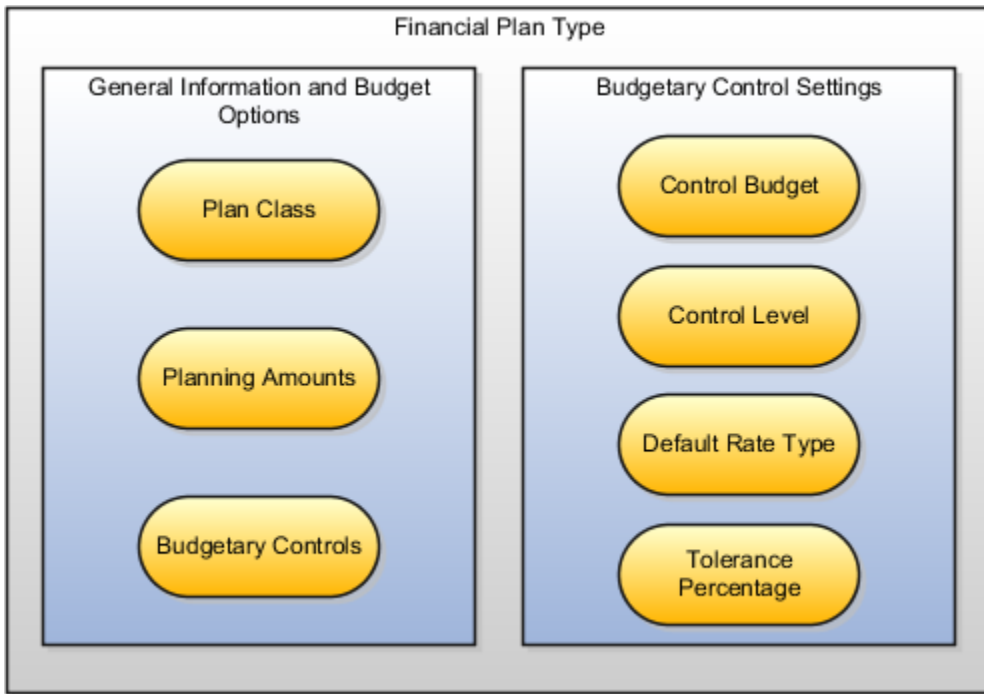 Financial Plan Type
General Information and Budget
Options
Plan Class
Planning Amounts
Budgetary Controls
Budgetary Control Settings
Control Budget
Control Level
Default Rate Type
Tolerance
Percentage